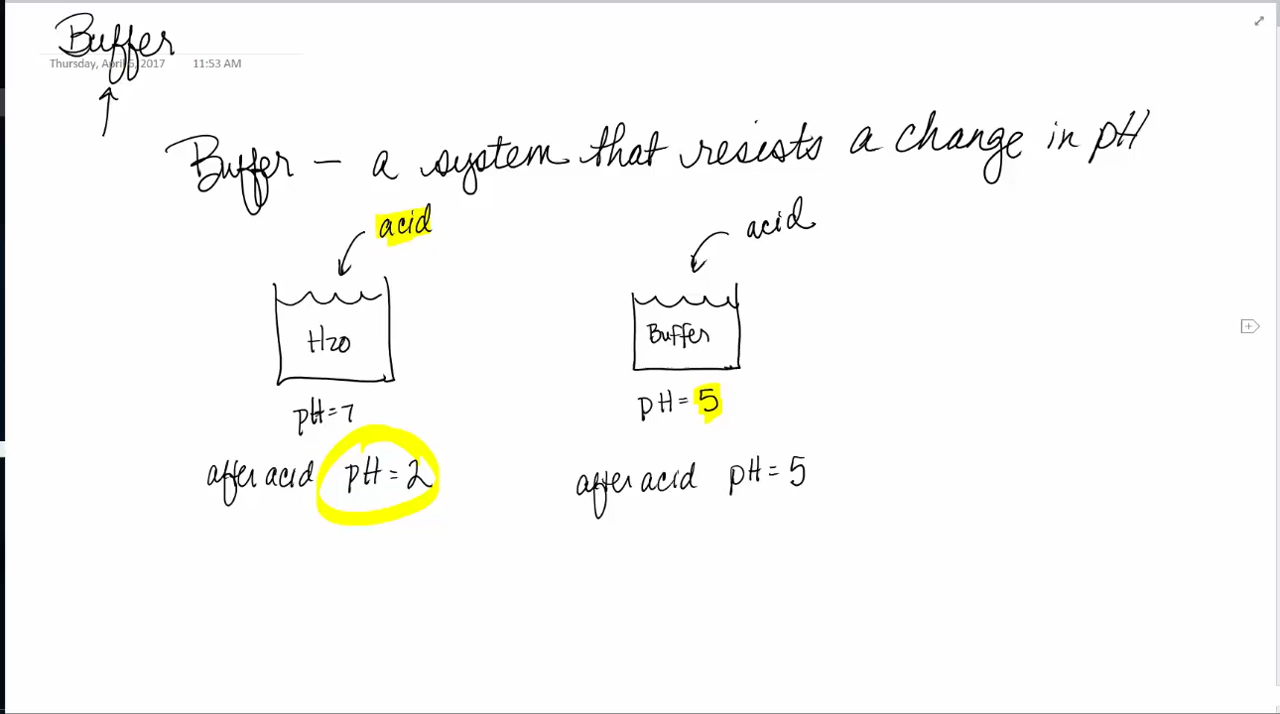 Buffer
Thursday, April 6, 2017 11:53 AM
Buffer – a system that resists a change in pH
acid
acid
H2O
Buffer
pH = 7
pH = 5
after acid pH = 2
after acid pH = 5